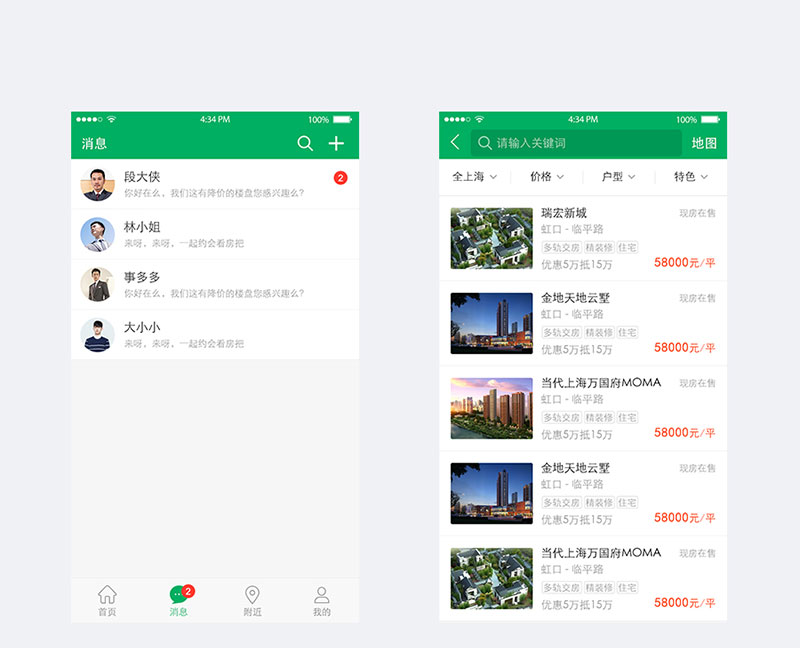 4:34 PM
100%
消息
段大侠
2
你好在么，我们这有降价的楼盘您感兴趣么？
林小姐
来呀，来呀，一起约会看房把
事多多
你好在么，我们这有降价的楼盘您感兴趣么？
大小小
来呀，来呀，一起约会看房把
2
首页
消息
附近
我的
4:34 PM
100%
请输入关键词
地图
全上海
价格
户型
特色
瑞宏新城
现房在售
虹口 - 临平路
多轨交房 精装修 住宅
优惠5万抵15万
58000元/平
金地天地云墅
现房在售
虹口 - 临平路
多轨交房 精装修 住宅
优惠5万抵15万
58000元/平
当代上海万国府MOMA
现房在售
虹口 - 临平路
多轨交房 精装修 住宅
优惠5万抵15万
58000元/平
金地天地云墅
现房在售
虹口 - 临平路
多轨交房 精装修 住宅
优惠5万抵15万
58000元/平
当代上海万国府MOMA
现房在售
虹口 - 临平路
多轨交房 精装修 住宅
优惠5万抵15万
58000元/平